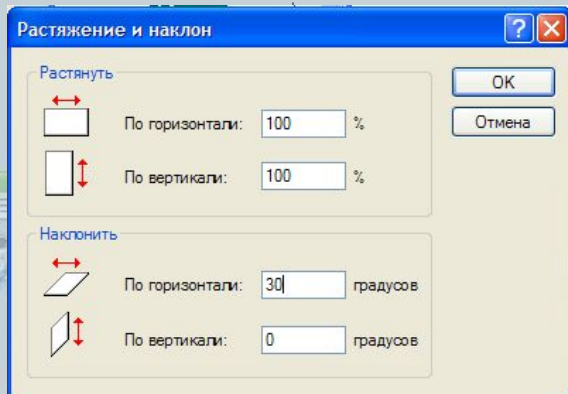 Растяжение и наклон
Растянуть
По горизонтали: 100 %
По вертикали: 100 %
Наклонить
По горизонтали: 30 градусов
По вертикали: 0 градусов
OK
Отмена